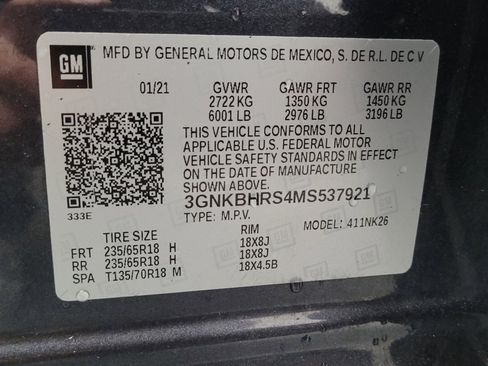 GM
MFD BY GENERAL MOTORS DE MEXICO, S. DE R.L. DE C V
01/21 GVWR GAWR FRT GAWR RR
2722 KG 1350 KG 1450 KG
6001 LB 2976 LB 3196 LB
THIS VEHICLE CONFORMS TO ALL
APPLICABLE U.S. FEDERAL MOTOR
VEHICLE SAFETY STANDARDS IN EFFECT
ON THE DATE OF MANUFACTURE
SHOWN ABOVE.
333E
3GNKBHRS4MS537921
TYPE: M.P.V. MODEL: 411NK26
TIRE SIZE RIM
FRT 235/65R18 H 18X8J
RR 235/65R18 H 18X8J
SPA T135/70R18 M 18X4.5B